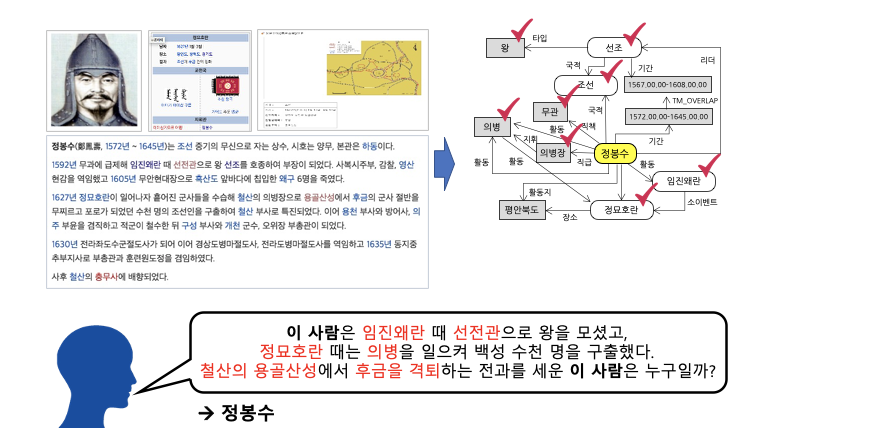 정묘호란
정봉수(鄭鳳壽, 1572년 ~ 1645년)는 조선 중기의 무신으로 자는 상수, 시호는 양무, 본관은 하동이다.
1592년 무과에 급제해 임진왜란 때 선전관으로 왕 선조를 호종하여 부장이 되었다. 사복시주부, 감찰, 영산
현감을 역임했고 1605년 무안현대장으로 흑산도 앞바다에 침입한 왜구 6명을 죽였다.
1627년 정묘호란이 일어나자 흩어진 군사들을 수습해 철산의 의병장으로 용골산성에서 후금의 군사 절반을
무찌르고 포로가 되었던 수천 명의 조선인을 구출하여 철산 부사로 특진되었다. 이어 용천 부사와 방어사, 의
주 부윤을 겸직하고 적군이 철수한 뒤 구성 부사와 개천 군수, 오위장 부총관이 되었다.
1630년 전라좌도수군절도사가 되어 이어 경상도병마절도사, 전라도병마절도사를 역임하고 1635년 동지중
추부지사로 부총관과 훈련원도정을 겸임하였다.
사후 철산의 충무사에 배향되었다.
왕
타입
선조
국적
리더
기간
조선
1567,00,00-1608,00,00
TM_OVERLAP
무관
국적
1572,00,00-1645,00,00
활동
직책
의병
지휘
기간
의병장
정봉수
활동
활동
직급
활동
임진왜란
활동지
소이벤트
평안북도
장소
정묘호란
이 사람은 임진왜란 때 선전관으로 왕을 모셨고,
정묘호란 때는 의병을 일으켜 백성 수천 명을 구출했다.
철산의 용골산성에서 후금을 격퇴하는 전과를 세운 이 사람은 누구일까?
→ 정봉수